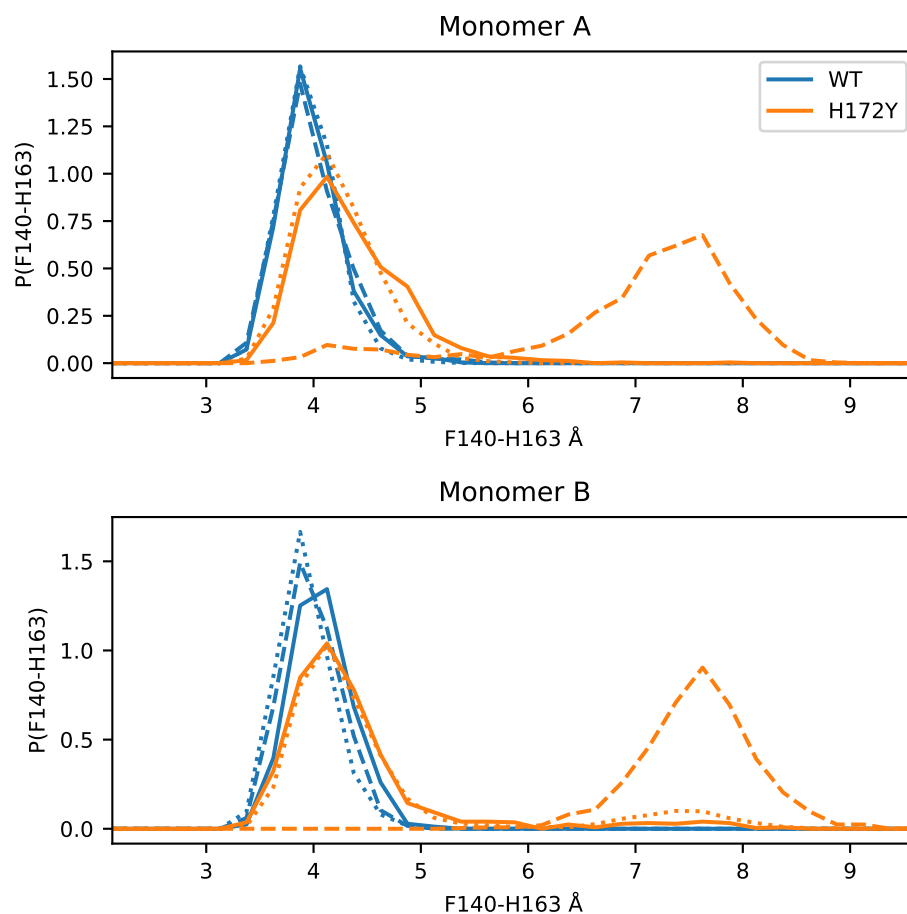 Monomer A
P(F140-H163)
1.50
1.25
1.00
0.75
0.50
0.25
0.00
WT
H172Y
3 4 5 6 7 8 9
F140-H163 Å
Monomer B
P(F140-H163)
1.5
1.0
0.5
0.0
3 4 5 6 7 8 9
F140-H163 Å